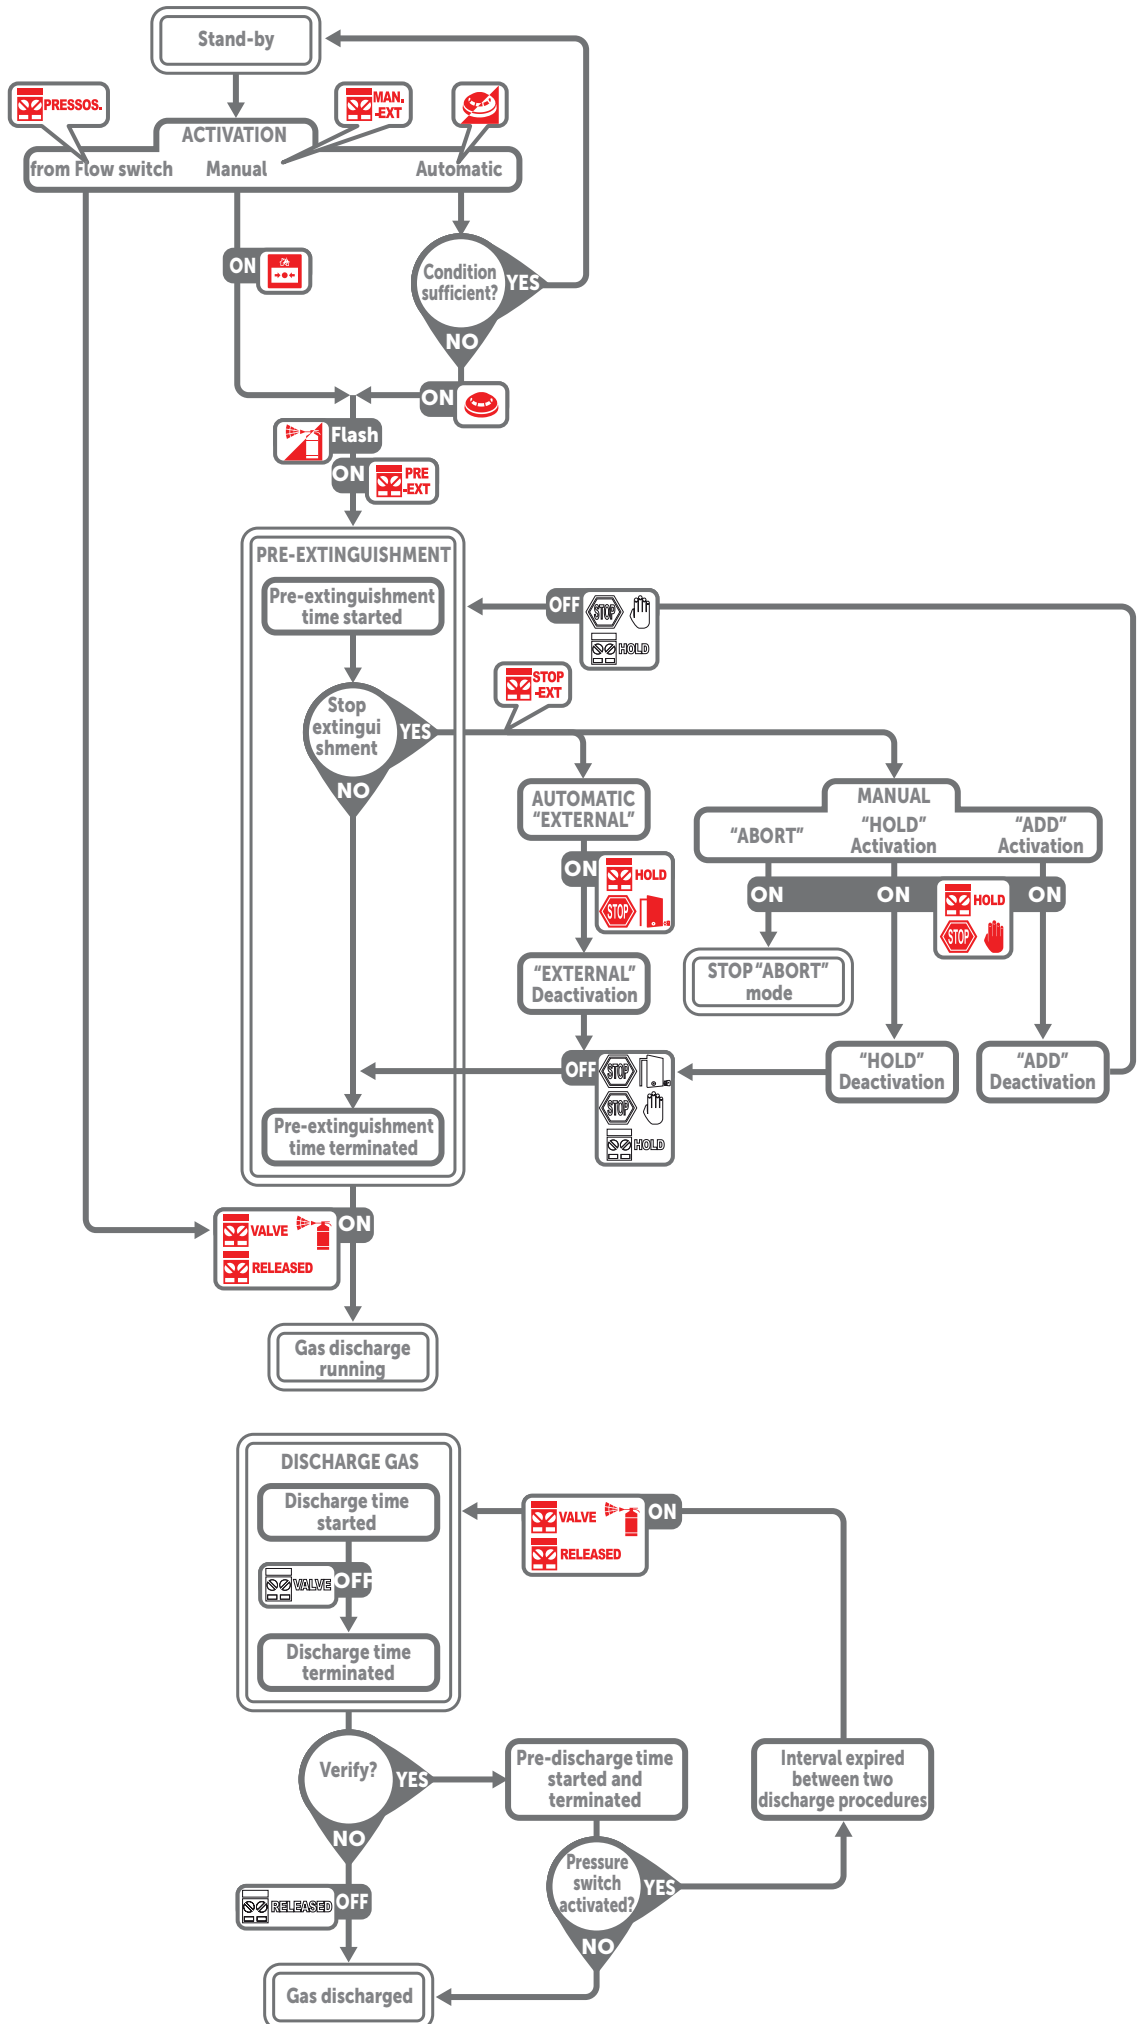 Stand-by
PRESSOS.
MAN.
-EXT
ACTIVATION
from Flow switch
Manual
Automatic
ON
Condition
sufficient?
YES
NO
ON
Flash
ON
PRE
-EXT
PRE-EXTINGUISHMENT
Pre-extinguishment
time started
OFF
STOP
HOLD
STOP
-EXT
Stop
extingui
shment
YES
NO
AUTOMATIC
“EXTERNAL”
MANUAL
“ABORT”
“HOLD”
Activation
“ADD”
Activation
ON
HOLD
STOP
ON
ON
HOLD
STOP
ON
“EXTERNAL”
Deactivation
STOP “ABORT”
mode
“HOLD”
Deactivation
“ADD”
Deactivation
OFF
STOP
STOP
HOLD
Pre-extinguishment
time terminated
VALVE
RELEASED
ON
Gas discharge
running
DISCHARGE GAS
Discharge time
started
VALVE
RELEASED
ON
VALVE
OFF
Discharge time
terminated
Verify?
YES
NO
Pre-discharge time
started and
terminated
Interval expired
between two
discharge procedures
Pressure
switch
activated?
YES
NO
RELEASED
OFF
Gas discharged